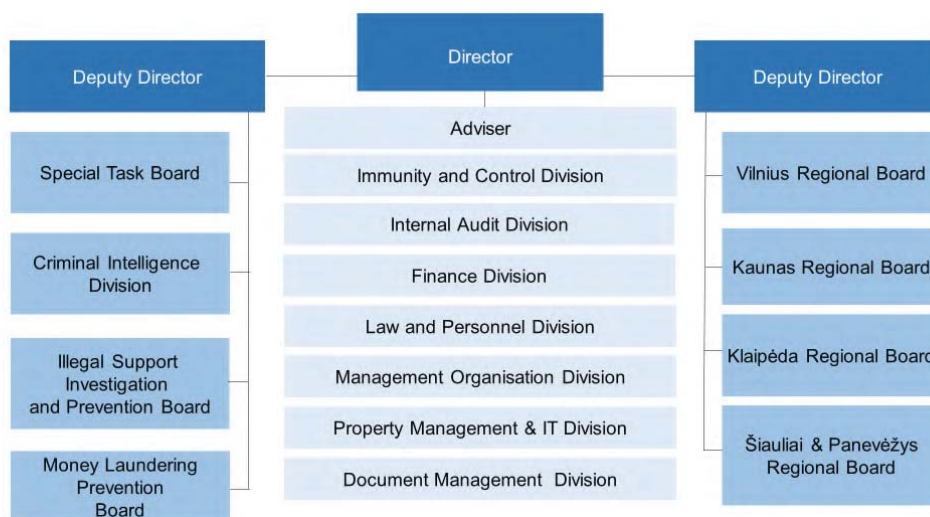 Director
Deputy Director
Deputy Director
Special Task Board
Criminal Intelligence
Division
Illegal Support
Investigation
and Prevention Board
Money Laundering
Prevention
Board
Adviser
Immunity and Control Division
Internal Audit Division
Finance Division
Law and Personnel Division
Management Organisation Division
Property Management & IT Division
Document Management Division
Vilnius Regional Board
Kaunas Regional Board
Klaipėda Regional Board
Šiauliai & Panevėžys
Regional Board